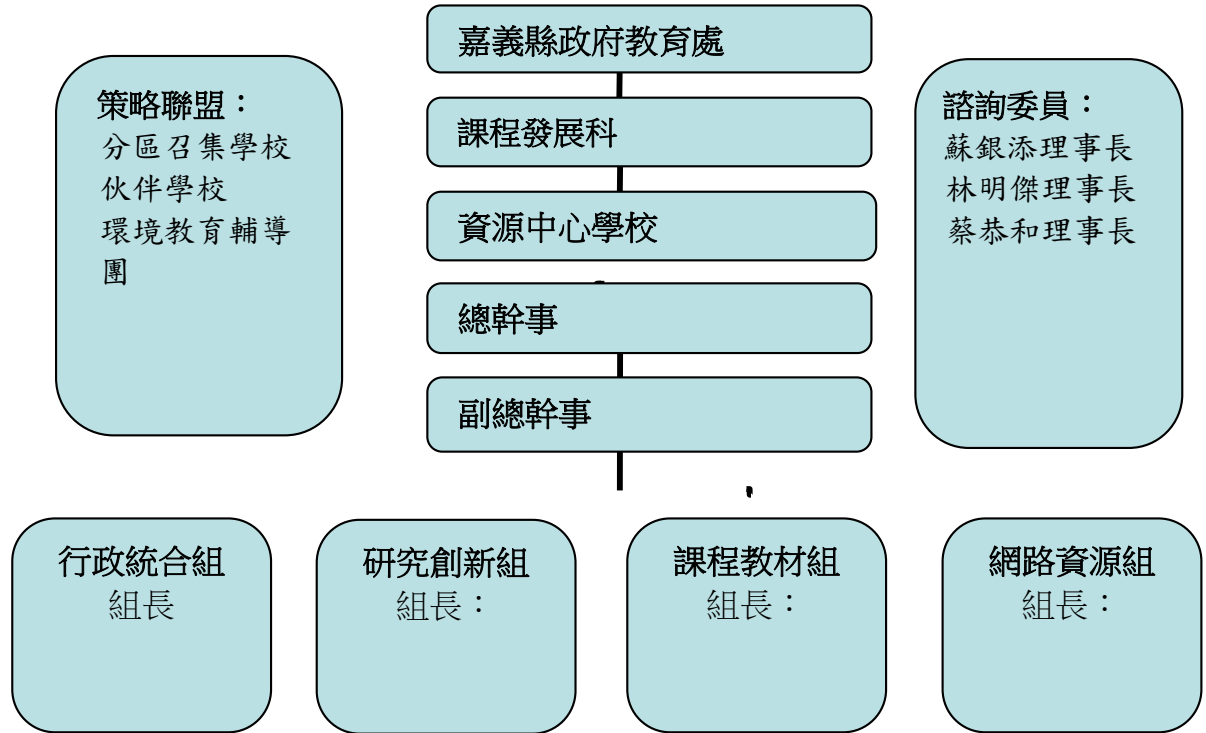 嘉義縣政府教育處
課程發展科
資源中心學校
總幹事
副總幹事
策略聯盟：
分區召集學校
伙伴學校
環境教育輔導
團
諮詢委員：
蘇銀添理事長
林明傑理事長
蔡恭和理事長
行政統合組
組長
研究創新組
組長：
課程教材組
組長：
網路資源組
組長：